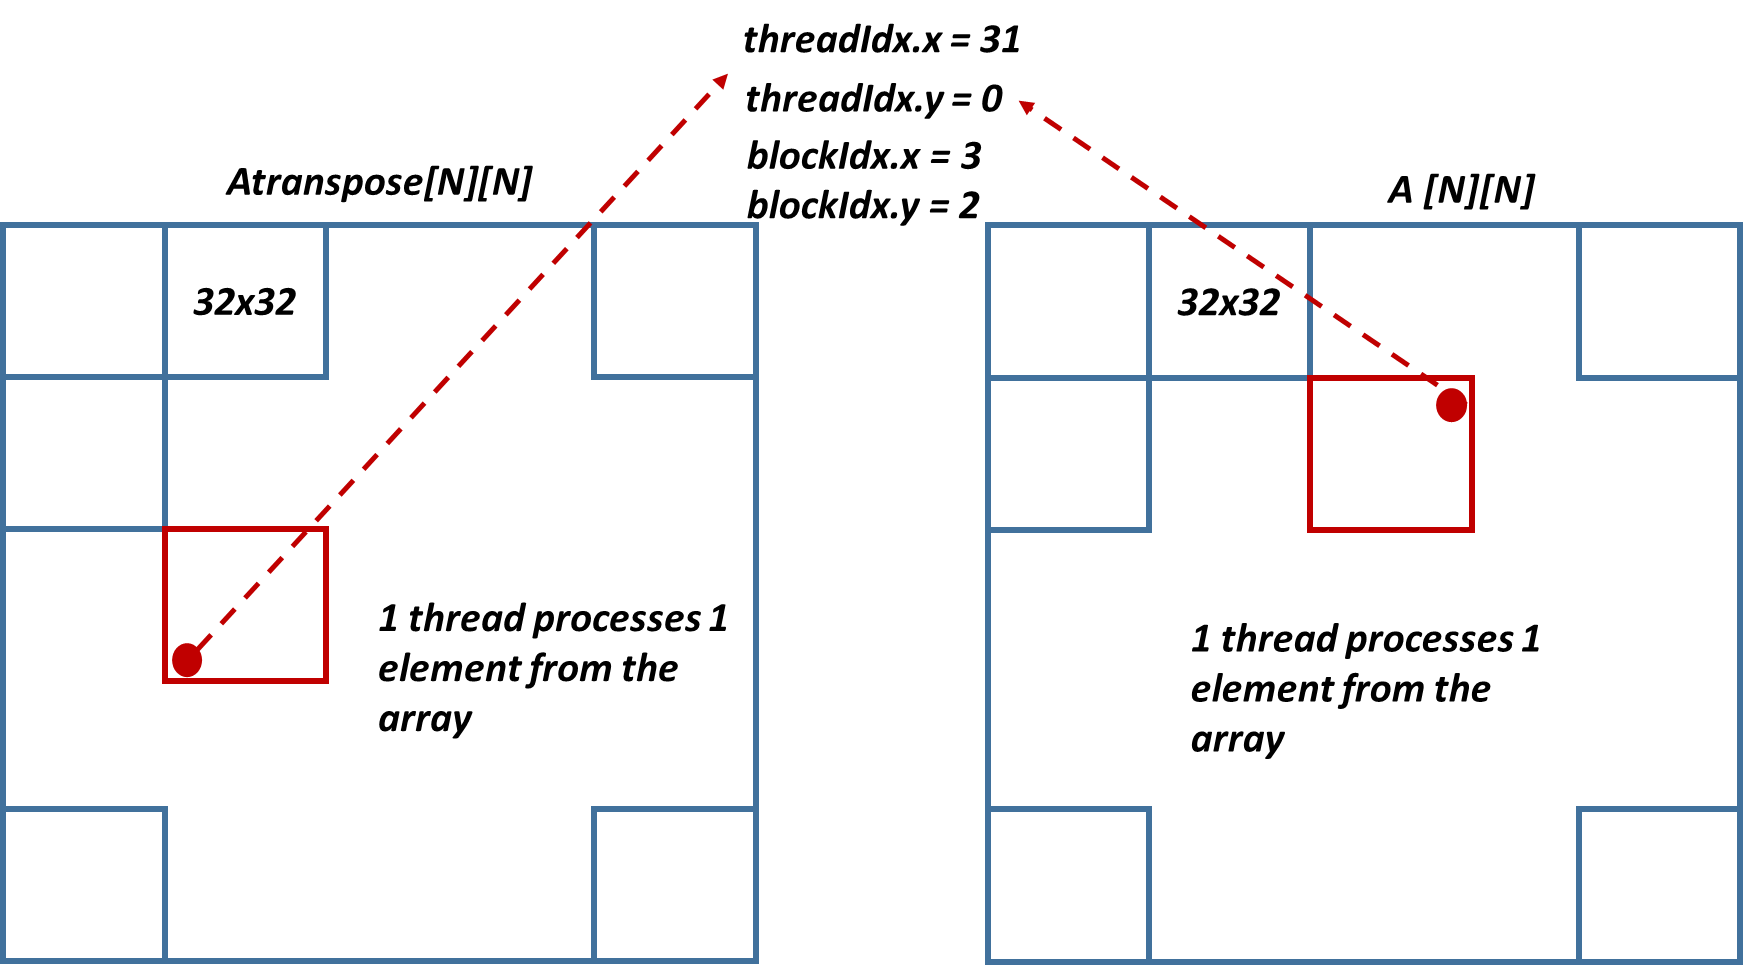 threadIdx.x = 31
threadIdx.y = 0
blockIdx.x = 3
blockIdx.y = 2
Atranspose[N][N]
A [N][N]
32x32
32x32
1 thread processes 1
element from the
array
1 thread processes 1
element from the
array